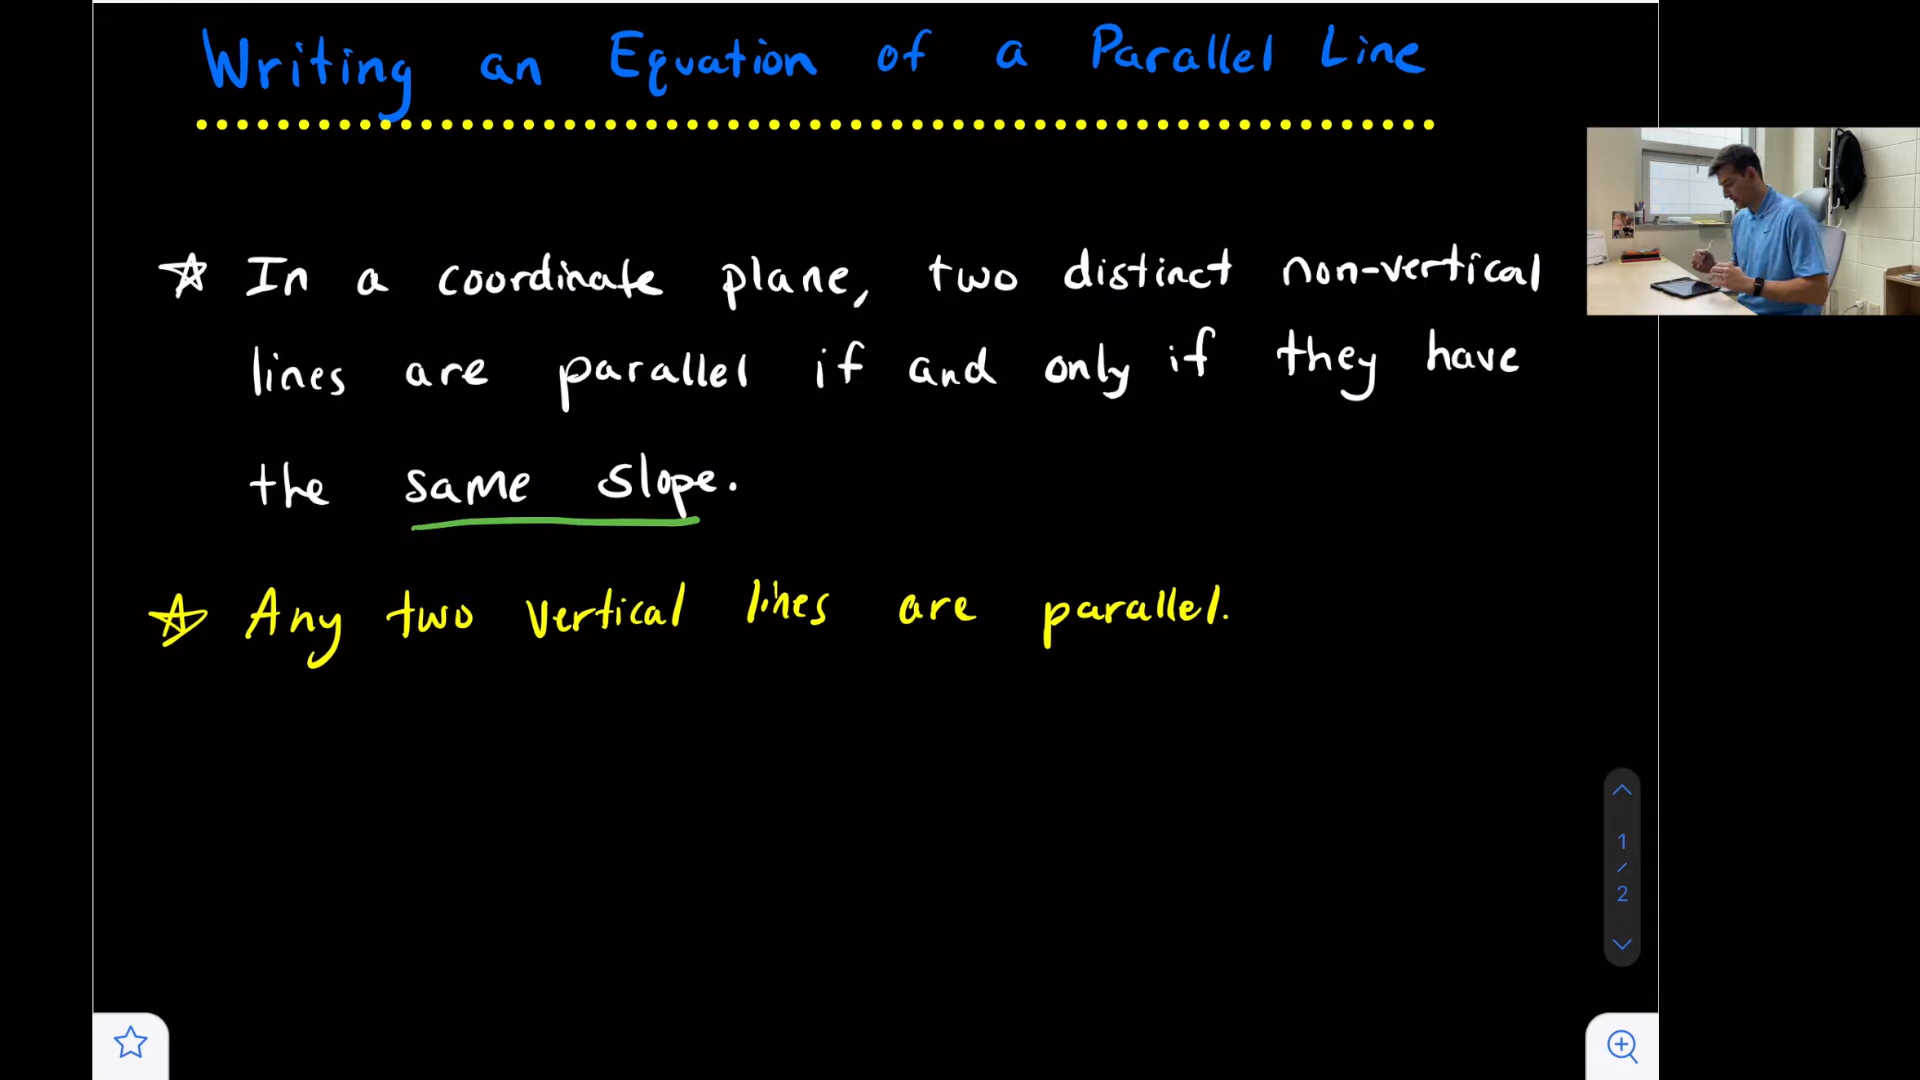 Writing an Equation of a Parallel Line
☆ In a coordinate plane, two distinct non-vertical
lines are parallel if and only if they have
the same slope.
☆ Any two vertical lines are parallel.
1
/
2